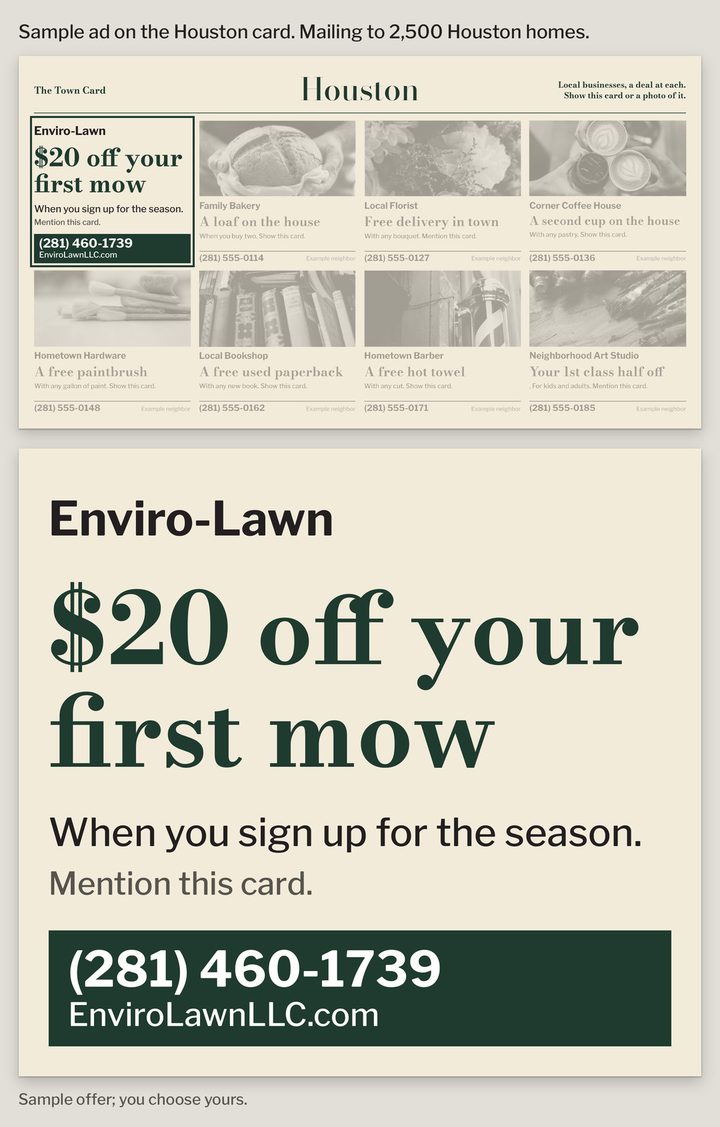 Sample ad on the Houston card. Mailing to 2,500 Houston homes.
The Town Card
Houston
Local businesses, a deal at each.
Show this card or a photo of it.
Enviro-Lawn
$20 off your
first mow
When you sign up for the season.
Mention this card.
(281) 460-1739
EnviroLawnLLC.com
Family Bakery
A loaf on the house
When you buy two. Show this card.
(281) 555-0114
Example neighbor
Local Florist
Free delivery in town
With any bouquet. Mention this card.
(281) 555-0127
Example neighbor
Corner Coffee House
A second cup on the house
With any pastry. Show this card.
(281) 555-0136
Example neighbor
Hometown Hardware
A free paintbrush
With any gallon of paint. Show this card.
(281) 555-0148
Example neighbor
Local Bookshop
A free used paperback
With any new book. Show this card.
(281) 555-0162
Example neighbor
Hometown Barber
A free hot towel
With any cut. Show this card.
(281) 555-0171
Example neighbor
Neighborhood Art Studio
Your 1st class half off
For kids and adults. Mention this card.
(281) 555-0185
Example neighbor
Enviro-Lawn
$20 off your
first mow
When you sign up for the season.
Mention this card.
(281) 460-1739
EnviroLawnLLC.com
Sample offer; you choose yours.